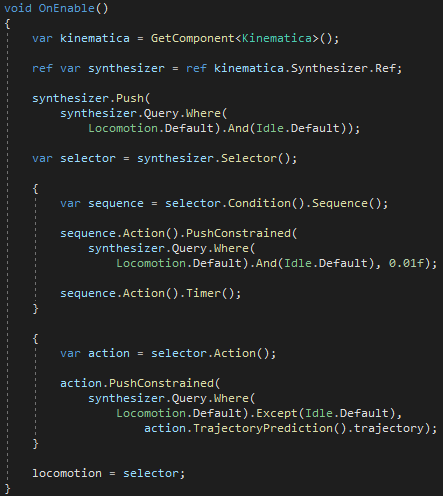 void OnEnable()
{
    var kinematica = GetComponent<Kinematica>();
    ref var synthesizer = ref kinematica.Synthesizer.Ref;
    synthesizer.Push(
        synthesizer.Query.Where(
            Locomotion.Default).And(Idle.Default));
    var selector = synthesizer.Selector();
    {
        var sequence = selector.Condition().Sequence();
        sequence.Action().PushConstrained(
            synthesizer.Query.Where(
                Locomotion.Default).And(Idle.Default), 0.01f);
        sequence.Action().Timer();
    }
    {
        var action = selector.Action();
        action.PushConstrained(
            synthesizer.Query.Where(
                Locomotion.Default).Except(Idle.Default),
                    action.TrajectoryPrediction().trajectory);
    }
    locomotion = selector;
}